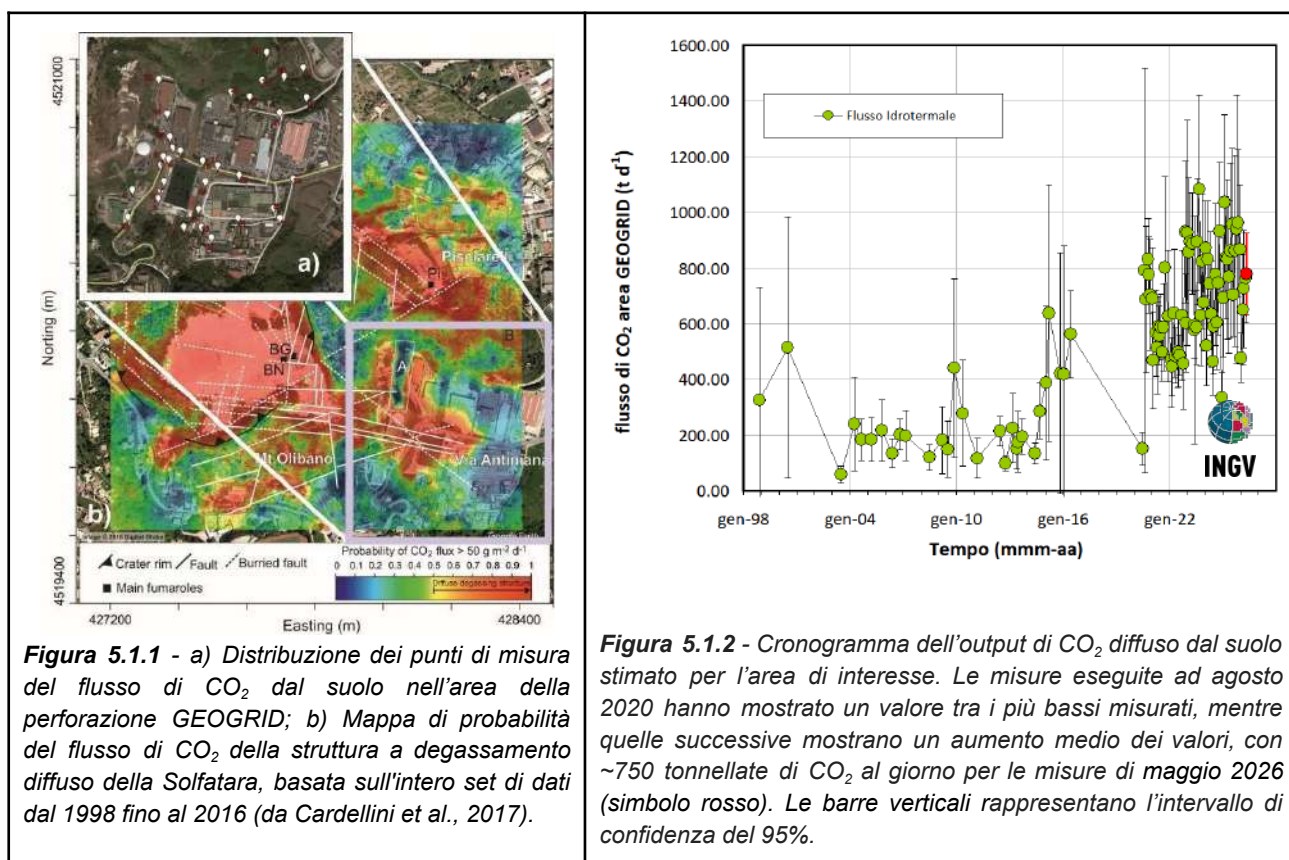 4521000
Norting (m)
4519400
a)
Pisciarelli
PI
B
BG
BN
A
Mt Olibano
Via Antiniana
b)
Crater rim / Fault Burried fault
Main fumaroles
Probability of CO₂ flux > 50 g m⁻² d⁻¹
0 0.1 0.2 0.3 0.4 0.5 0.6 0.7 0.8 0.9 1
Diffuse degassing structure
427200
428400
Easting (m)
Figura 5.1.1 - a) Distribuzione dei punti di misura
del flusso di CO₂ dal suolo nell'area della
perforazione GEOGRID; b) Mappa di probabilità
del flusso di CO₂ della struttura a degassamento
diffuso della Solfatara, basata sull'intero set di dati
dal 1998 fino al 2016 (da Cardellini et al., 2017).
flusso di CO₂ area GEOGRID (t d¹)
1600.00
1400.00
1200.00
1000.00
800.00
600.00
400.00
200.00
0.00
Flusso Idrotermale
INGV
gen-98 gen-04 gen-10 gen-16 gen-22
Tempo (mmm-aa)
Figura 5.1.2 - Cronogramma dell'output di CO₂ diffuso dal suolo
stimato per l'area di interesse. Le misure eseguite ad agosto
2020 hanno mostrato un valore tra i più bassi misurati, mentre
quelle successive mostrano un aumento medio dei valori, con
~750 tonnellate di CO₂ al giorno per le misure di maggio 2026
(simbolo rosso). Le barre verticali rappresentano l'intervallo di
confidenza del 95%.